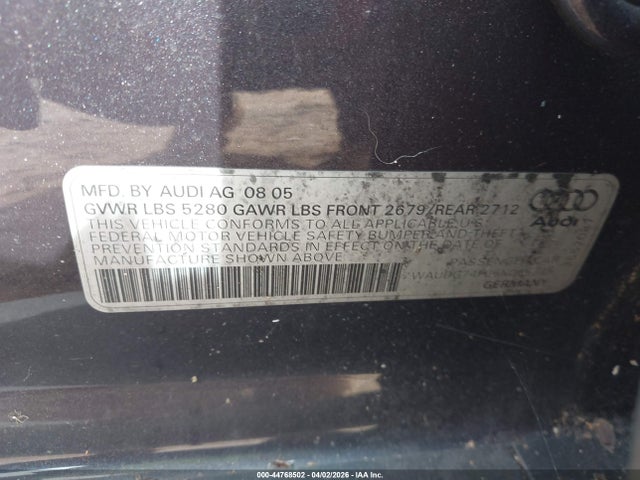 MFD. BY AUDI AG 08 05
GVWR LBS 5280 GAWR LBS FRONT 2679/REAR 2712
THIS VEHICLE CONFORMS TO ALL APPLICABLE U.S.
FEDERAL MOTOR VEHICLE SAFETY BUMPER AND THEFT
PREVENTION STANDARDS IN EFFECT ON THE DATE OF
MANUFACTURE SHOWN ABOVE
Audi
PASSENGER CAR
GERMANY
000-44768502 - 04/02/2026 - IAA Holdings, LLC